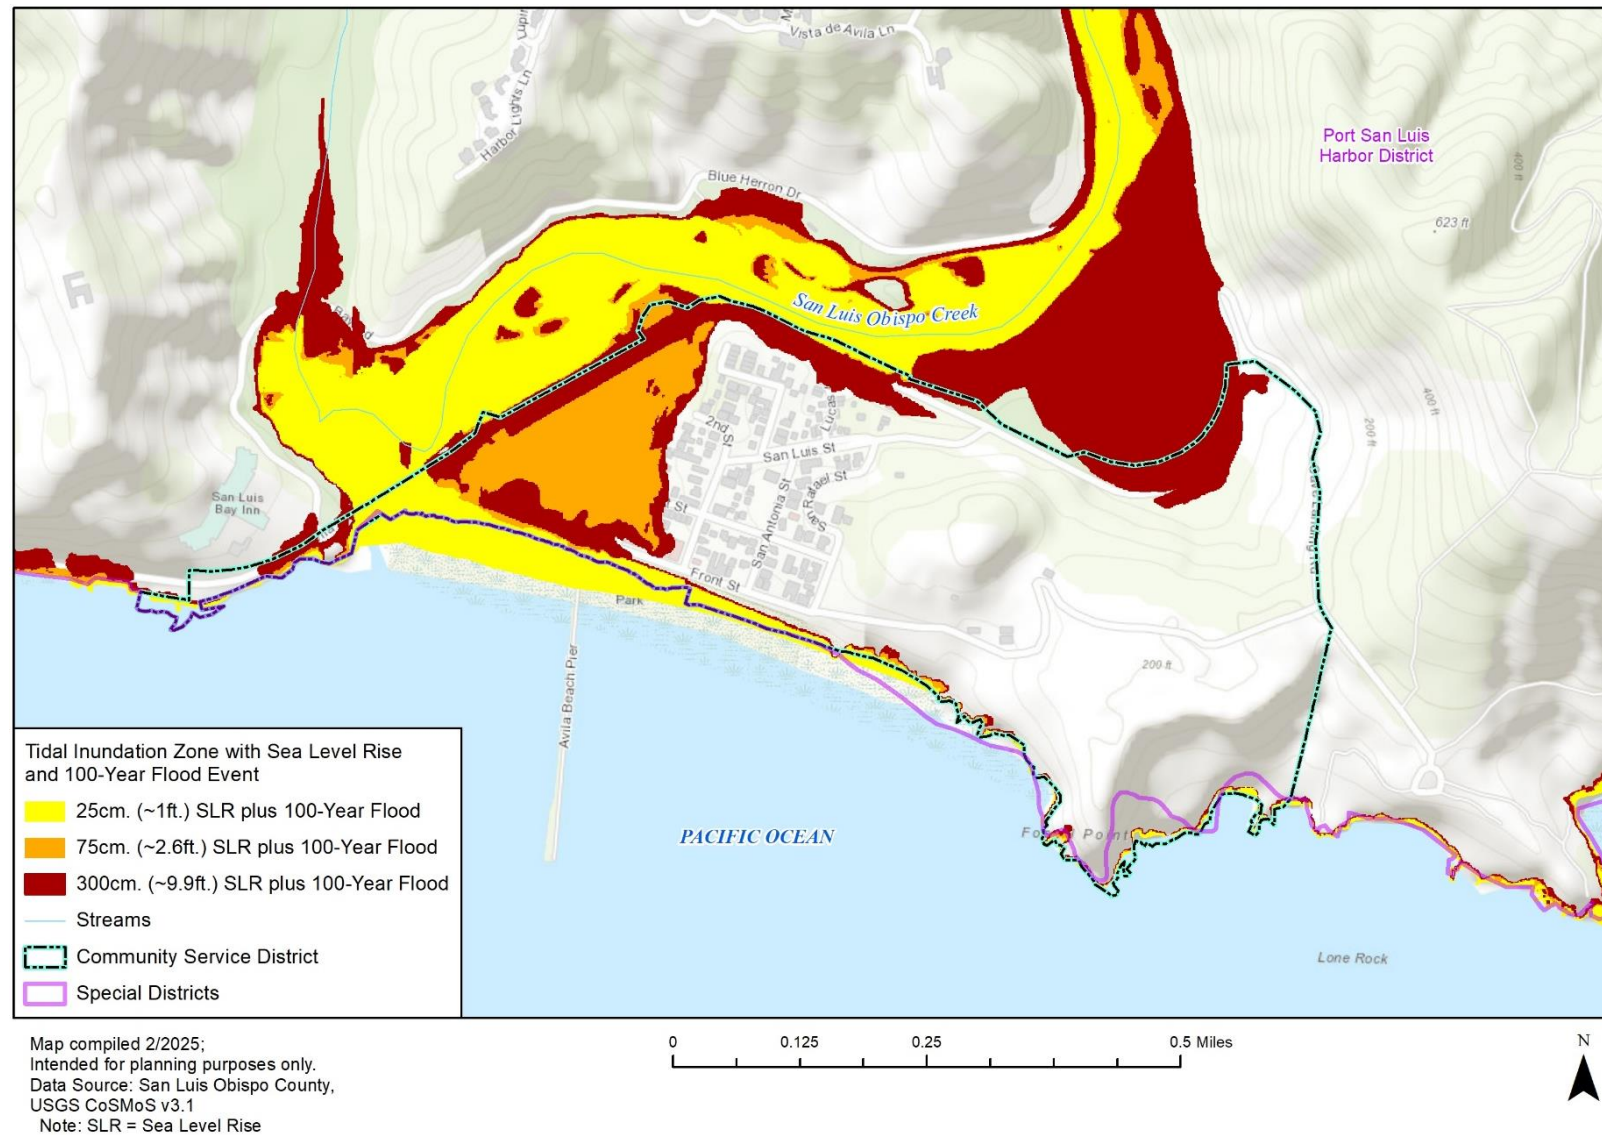 Vista de Avila Ln
Harbor Lights Ln
Port San Luis
Harbor District
400 ft
623 ft
Blue Herron Dr
San Luis Obispo Creek
400 ft
200 ft
2nd St
Lucas
San Luis St
San Luis
Bay Inn
St
San Antonia St
San Rafael St
Front St
Park
Avila Beach Pier
200 ft
PACIFIC OCEAN
Lone Rock
Tidal Inundation Zone with Sea Level Rise
and 100-Year Flood Event
25cm. (~1ft.) SLR plus 100-Year Flood
75cm. (~2.6ft.) SLR plus 100-Year Flood
300cm. (~9.9ft.) SLR plus 100-Year Flood
Streams
Community Service District
Special Districts
Map compiled 2/2025;
Intended for planning purposes only.
Data Source: San Luis Obispo County,
USGS CoSMoS v3.1
Note: SLR = Sea Level Rise
0 0.125 0.25 0.5 Miles
N